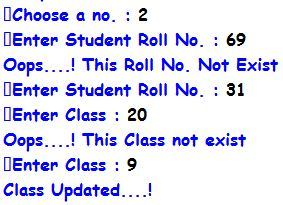 Choose a no. : 2
Enter Student Roll No. : 69
Oops....! This Roll No. Not Exist
Enter Student Roll No. : 31
Enter Class : 20
Oops....! This Class not exist
Enter Class : 9
Class Updated....!